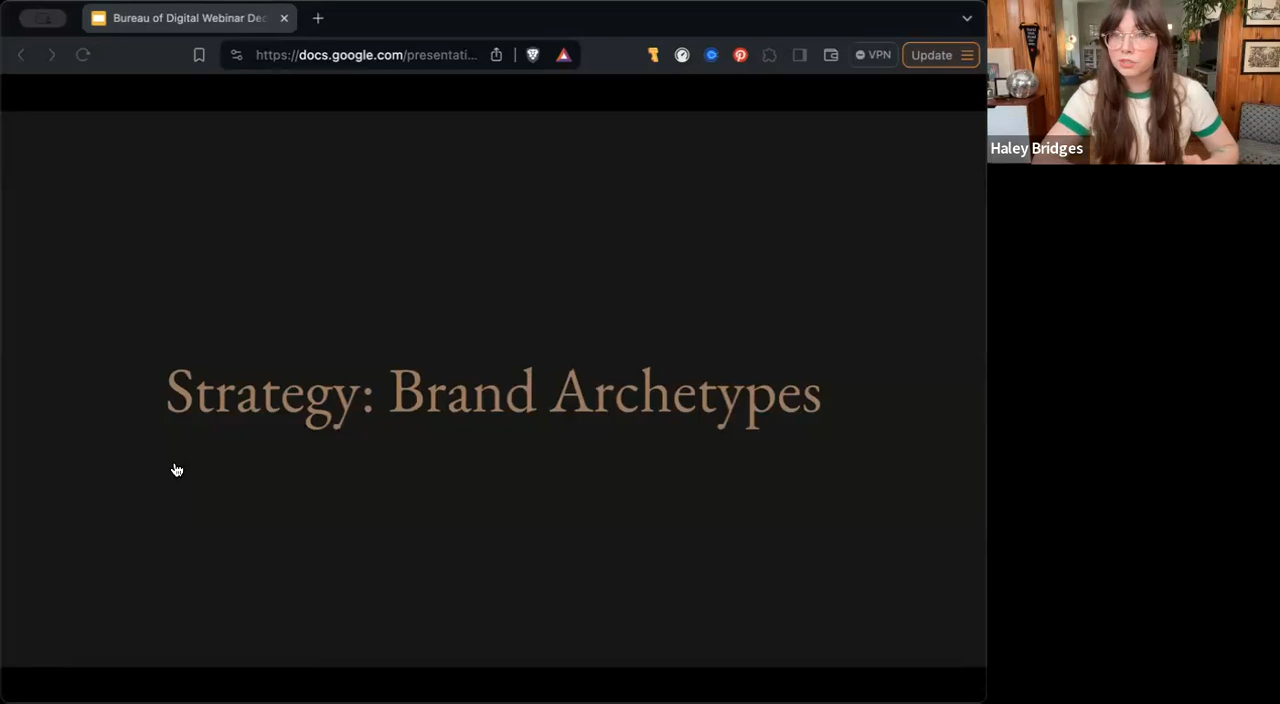 Bureau of Digital Webinar Dec
https://docs.google.com/presentati...
VPN
Update
Haley Bridges
Strategy: Brand Archetypes